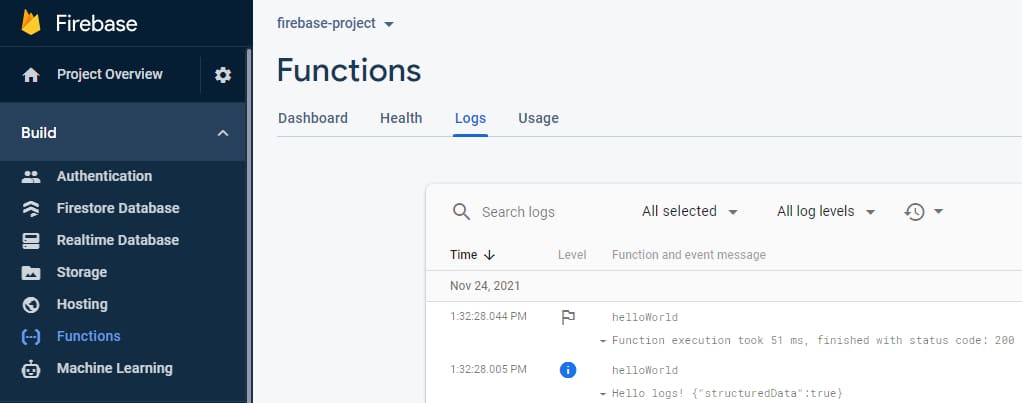 Firebase
Project Overview
Build
Authentication
Firestore Database
Realtime Database
Storage
Hosting
Functions
Machine Learning
firebase-project
Functions
Dashboard Health Logs Usage
Search logs All selected All log levels
Time Level Function and event message
Nov 24, 2021
1:32:28.044 PM helloWorld
Function execution took 51 ms, finished with status code: 200
1:32:28.005 PM helloWorld
Hello logs! {"structuredData":true}